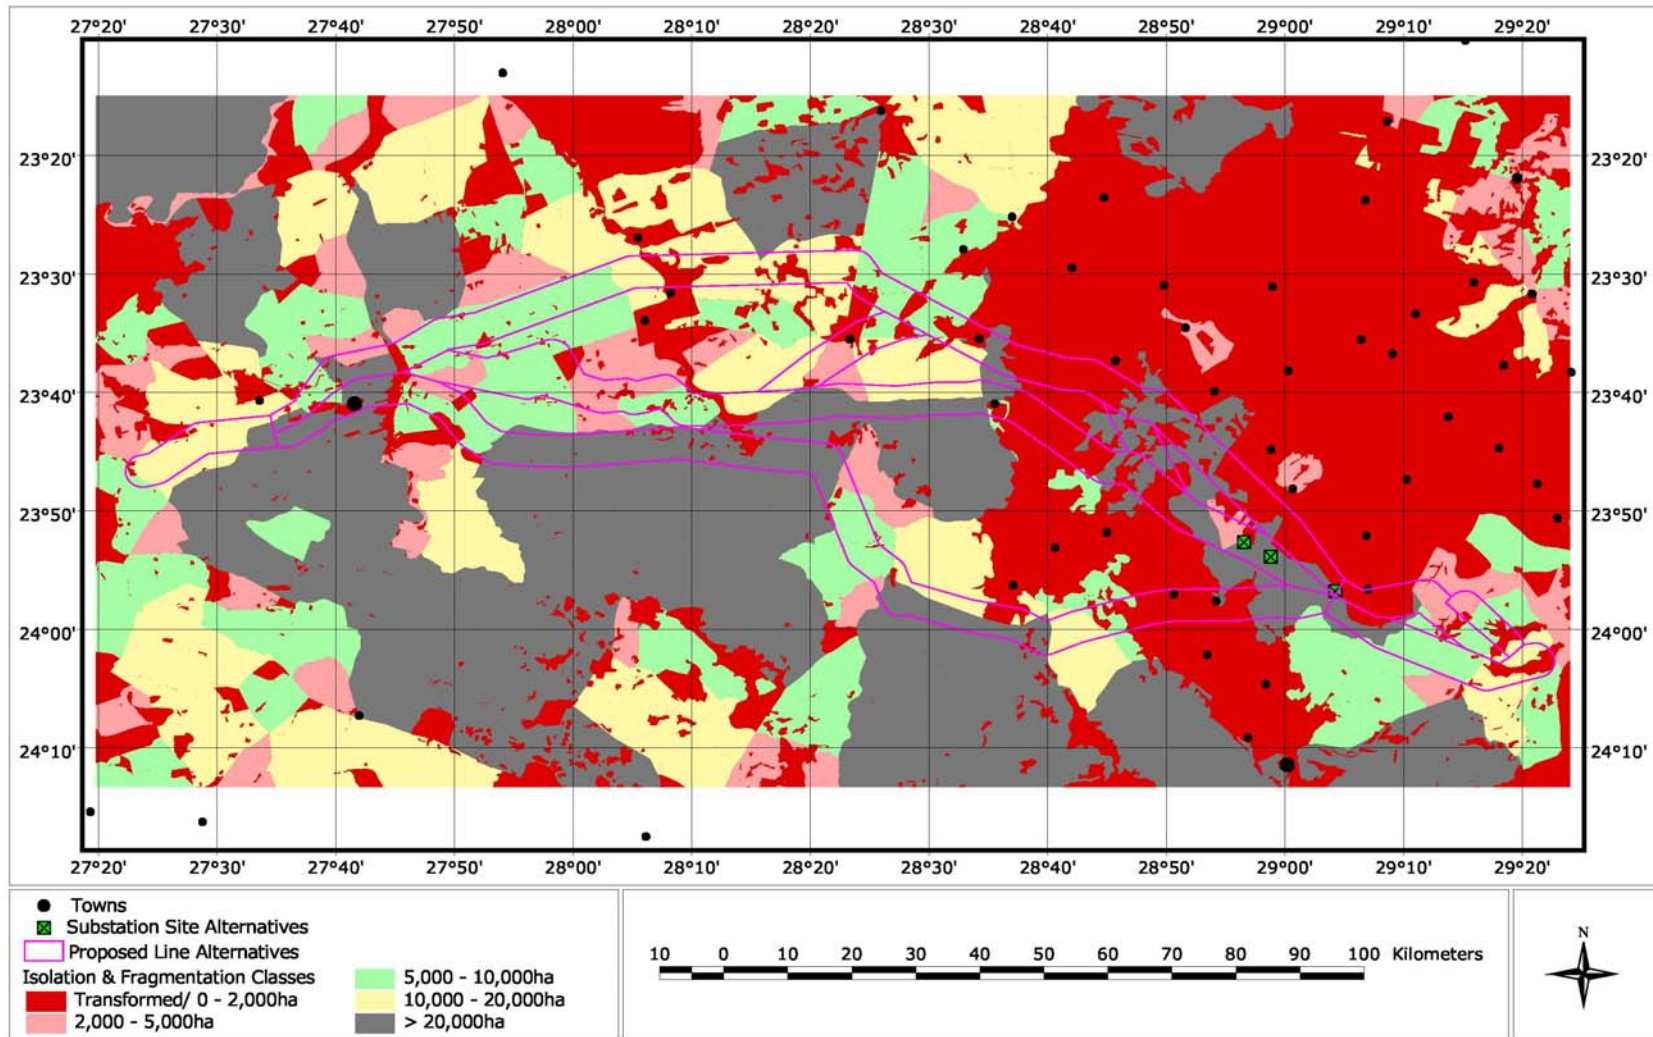 27°20' 27°30' 27°40' 27°50' 28°00' 28°10' 28°20' 28°30' 28°40' 28°50' 29°00' 29°10' 29°20'
23°20' 23°20'
23°30' 23°30'
23°40' 23°40'
23°50' 23°50'
24°00' 24°00'
24°10' 24°10'
27°20' 27°30' 27°40' 27°50' 28°00' 28°10' 28°20' 28°30' 28°40' 28°50' 29°00' 29°10' 29°20'
Towns
Substation Site Alternatives
Proposed Line Alternatives
Isolation & Fragmentation Classes
Transformed/ 0 - 2,000ha
2,000 - 5,000ha
5,000 - 10,000ha
10,000 - 20,000ha
> 20,000ha
10 0 10 20 30 40 50 60 70 80 90 100 Kilometers
N